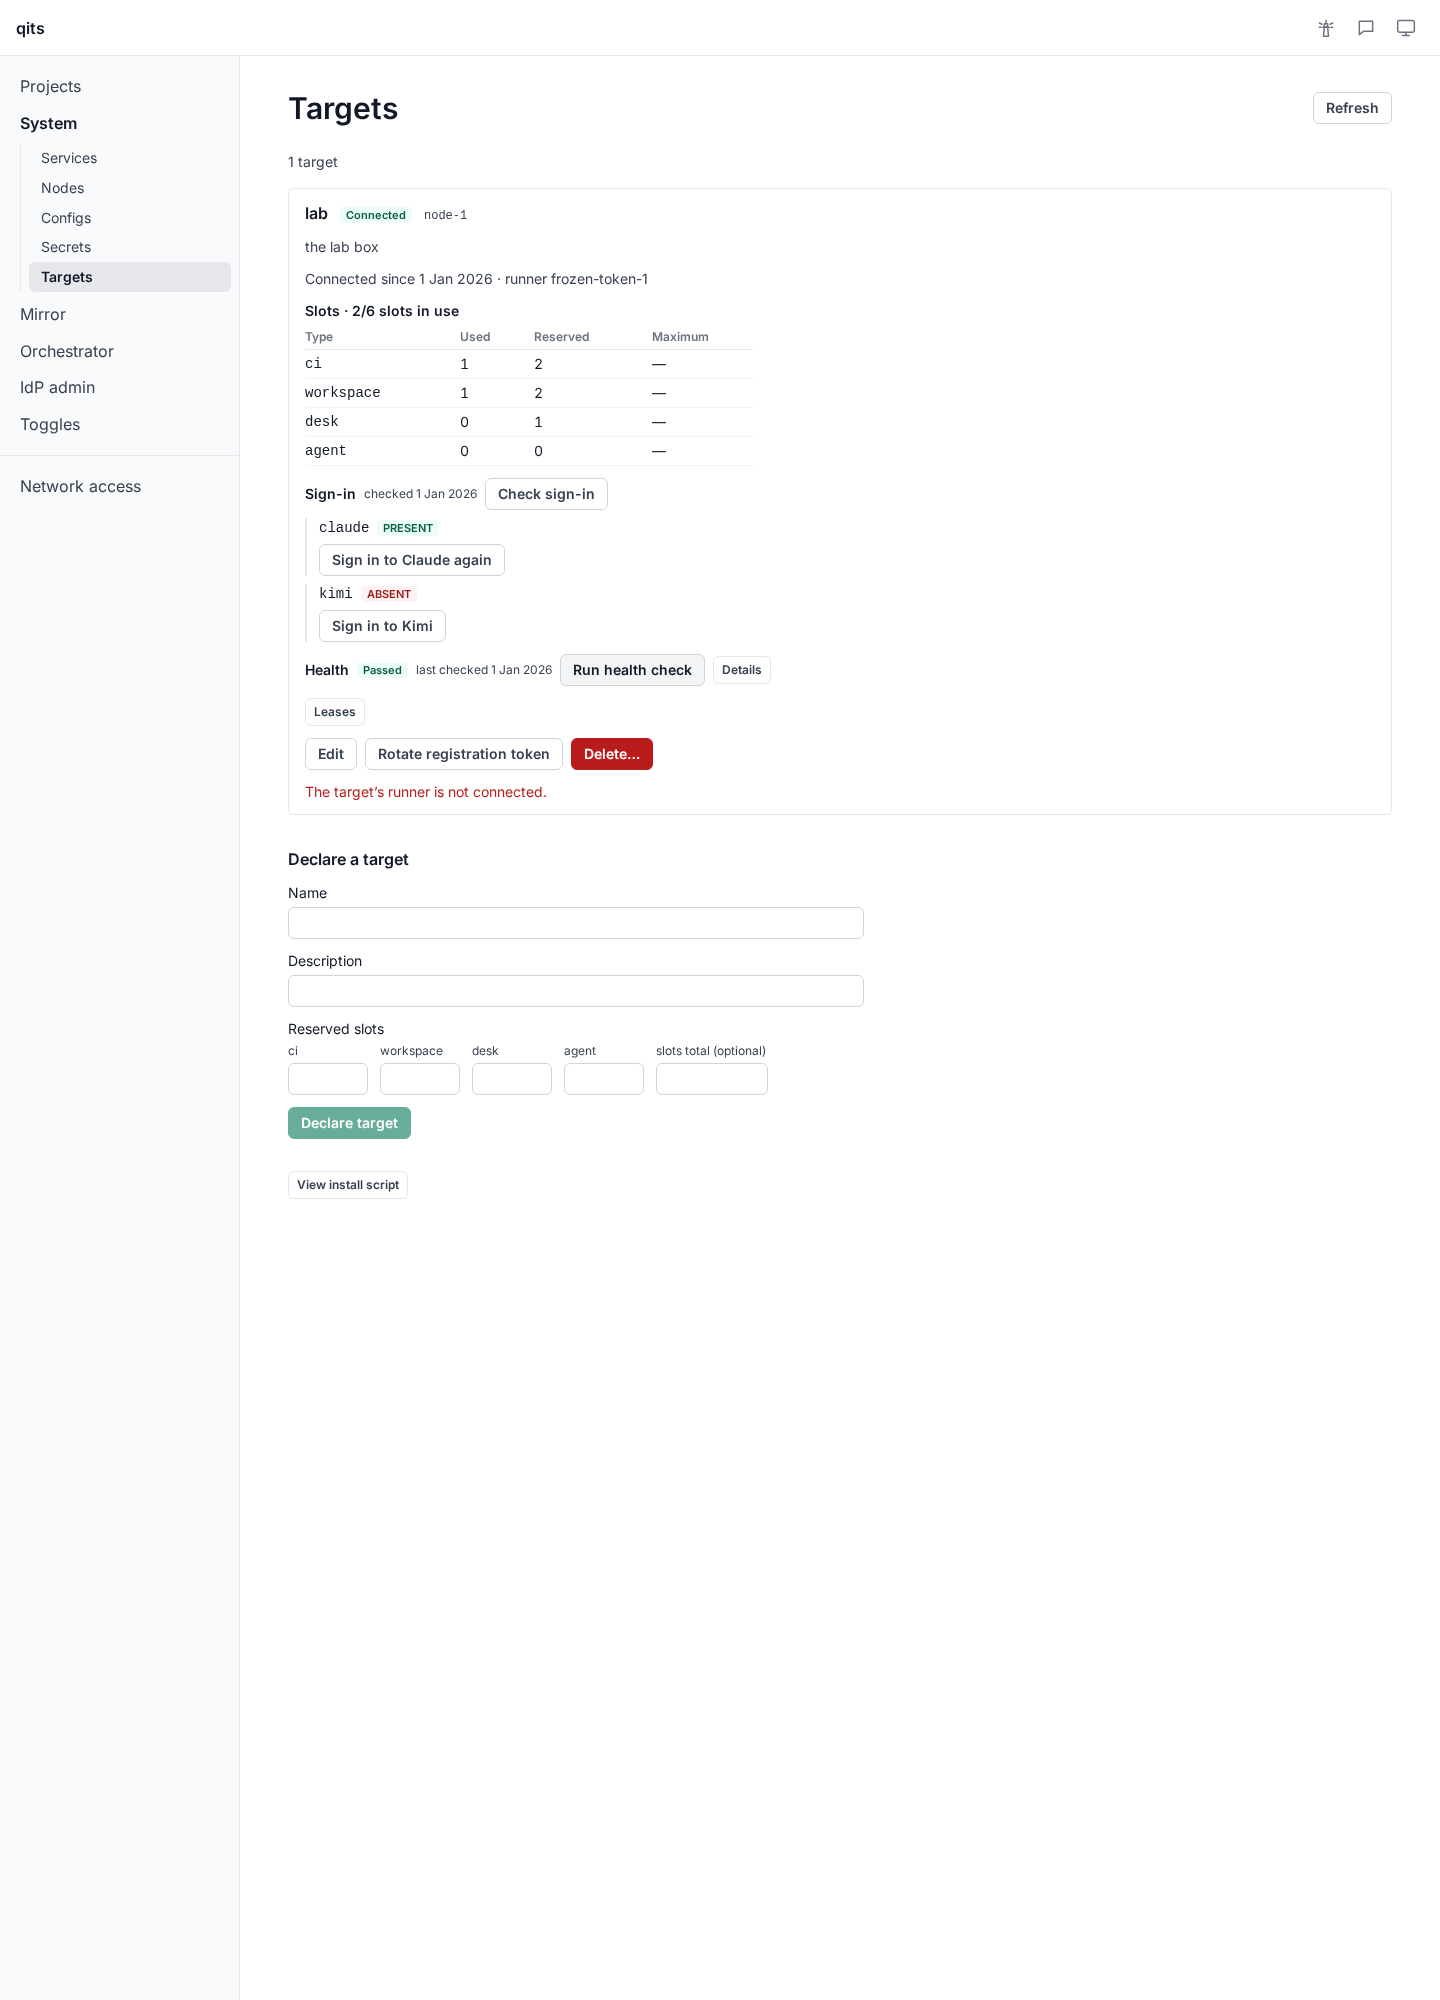 qits
Projects
System
Services
Nodes
Configs
Secrets
Targets
Mirror
Orchestrator
IdP admin
Toggles
Network access
Targets
Refresh
1 target
lab Connected node-1
the lab box
Connected since 1 Jan 2026 · runner frozen-token-1
Slots · 2/6 slots in use
Type Used Reserved Maximum
ci 1 2 —
workspace 1 2 —
desk 0 1 —
agent 0 0 —
Sign-in checked 1 Jan 2026 Check sign-in
claude PRESENT
Sign in to Claude again
kimi ABSENT
Sign in to Kimi
Health Passed last checked 1 Jan 2026 Run health check Details
Leases
Edit Rotate registration token Delete…
The target’s runner is not connected.
Declare a target
Name
Description
Reserved slots
ci workspace desk agent slots total (optional)
Declare target
View install script